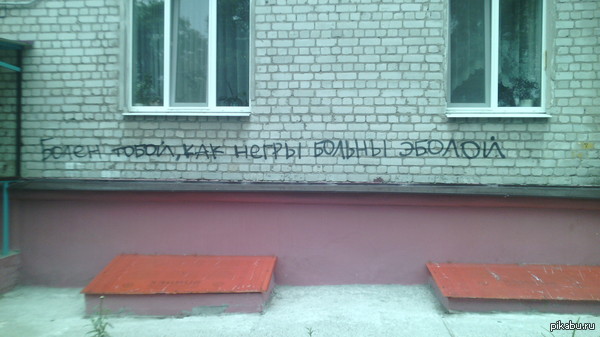 Болен тобой, как негры больны эболой
pikabu.ru